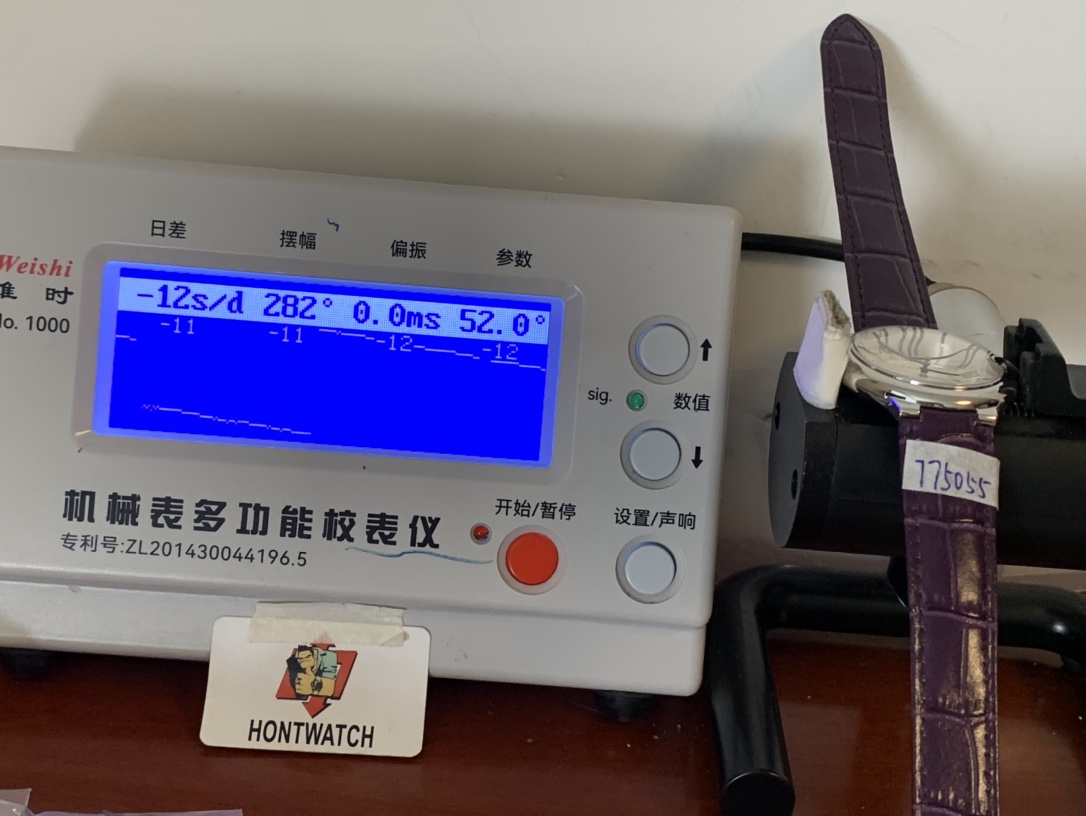 日差 摆幅 偏振 参数
Weishi
准时
No. 1000
-12s/d 282° 0.0ms 52.0°
-11 -11 -12 -12
sig.
数值
775055
机械表多功能校表仪
专利号:ZL201430044196.5
开始/暂停
设置/声响
HONTWATCH